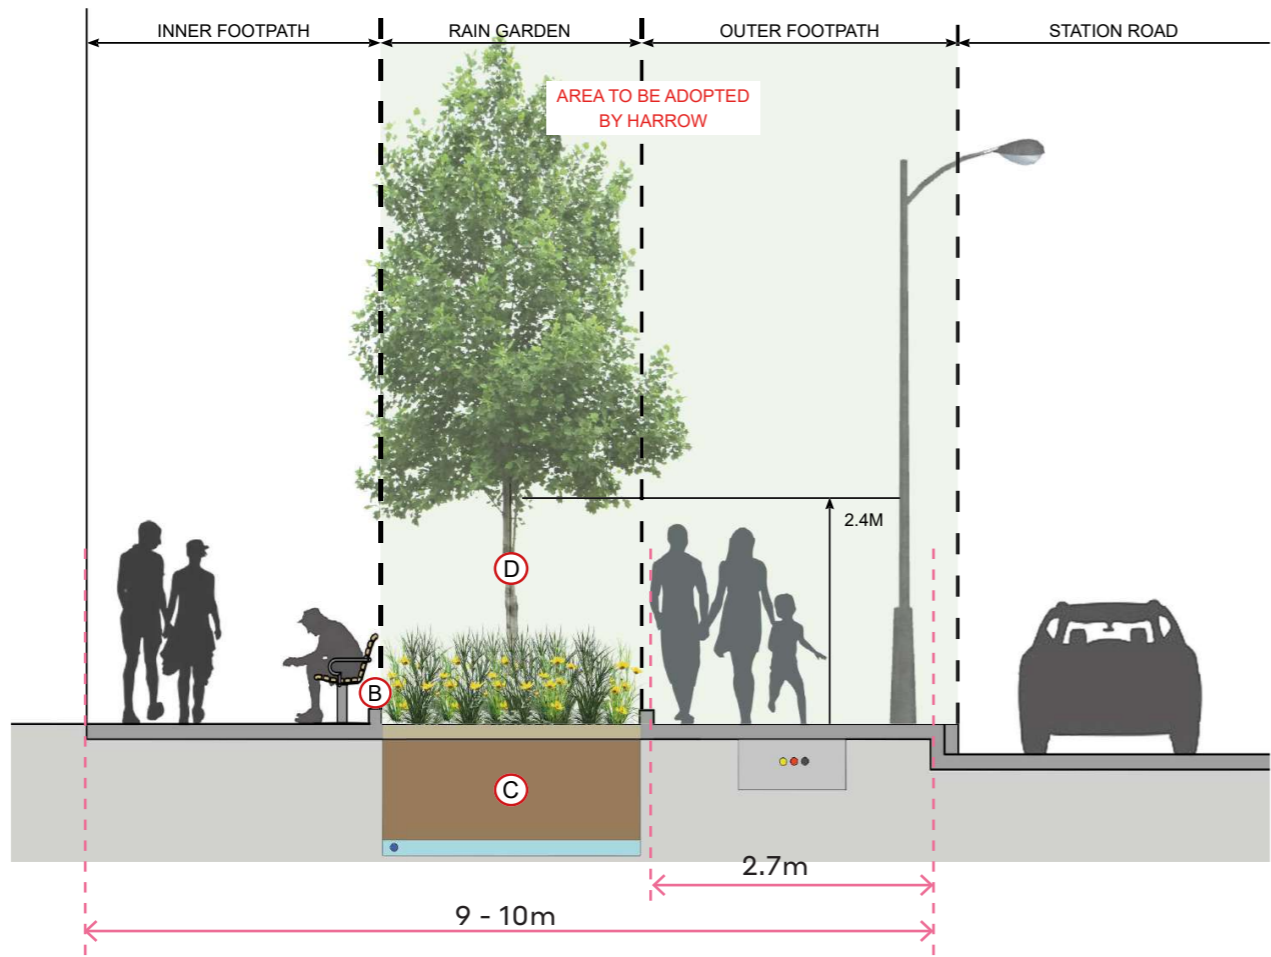 INNER FOOTPATH
RAIN GARDEN
OUTER FOOTPATH
STATION ROAD
AREA TO BE ADOPTED
BY HARROW
2.4M
D
B
C
2.7m
9 - 10m